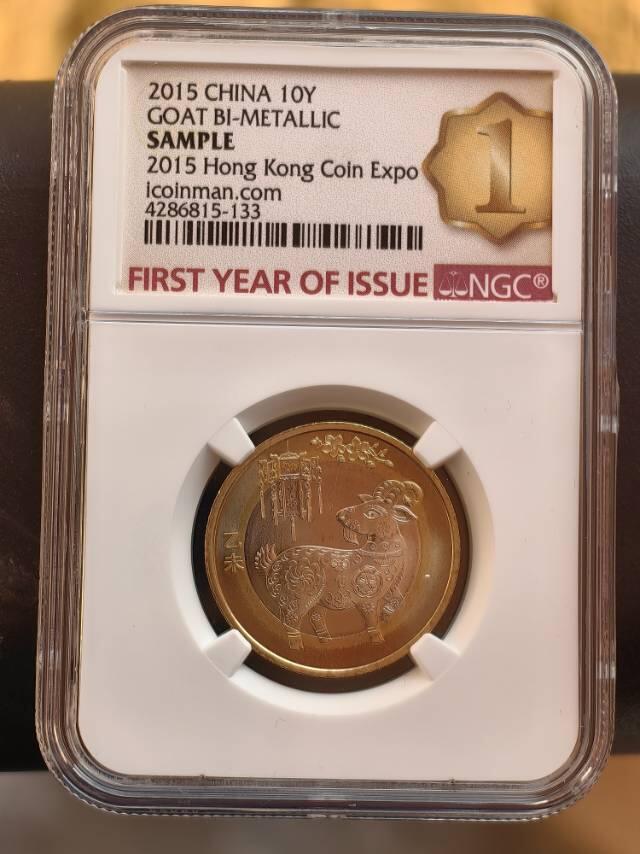 2015 CHINA 10Y
GOAT BI-METALLIC
SAMPLE
2015 Hong Kong Coin Expo
icoinman.com
4286815-133
1
FIRST YEAR OF ISSUE NGC®
乙未